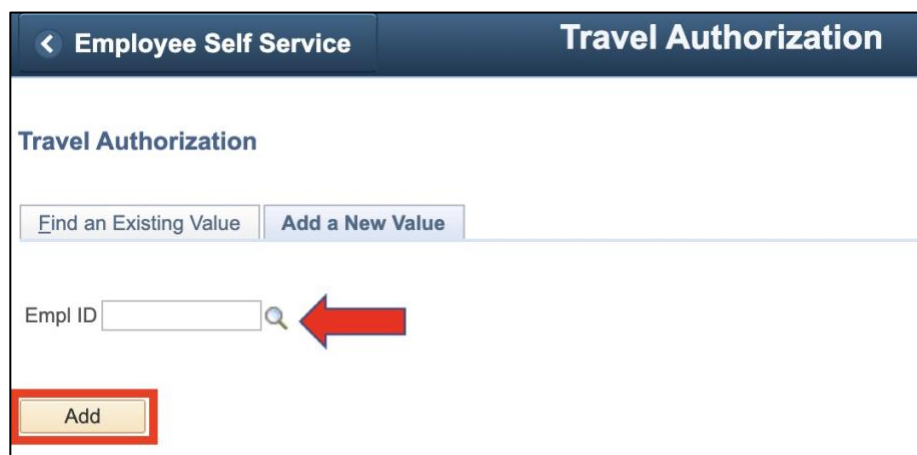 Employee Self Service Travel Authorization
Travel Authorization
Find an Existing Value Add a New Value
Empl ID
Add